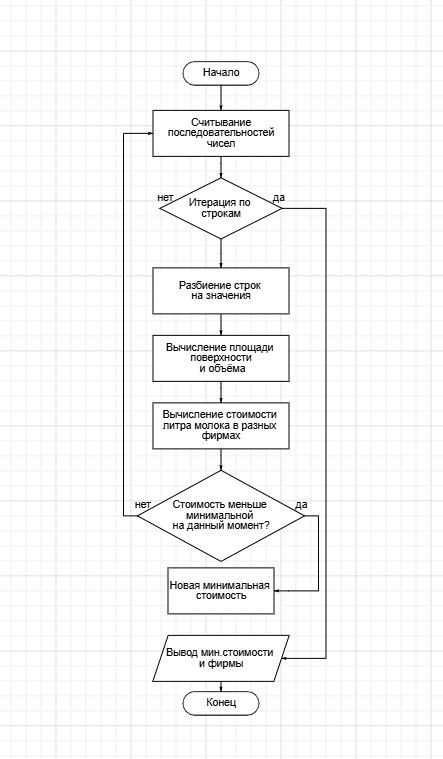 Начало
Считывание
последовательностей
чисел
нет
да
Итерация по
строкам
Разбиение строк
на значения
Вычисление площади
поверхности
и объёма
Вычисление стоимости
литра молока в разных
фирмах
нет
да
Стоимость меньше
минимальной
на данный момент?
Новая минимальная
стоимость
Вывод мин.стоимости
и фирмы
Конец